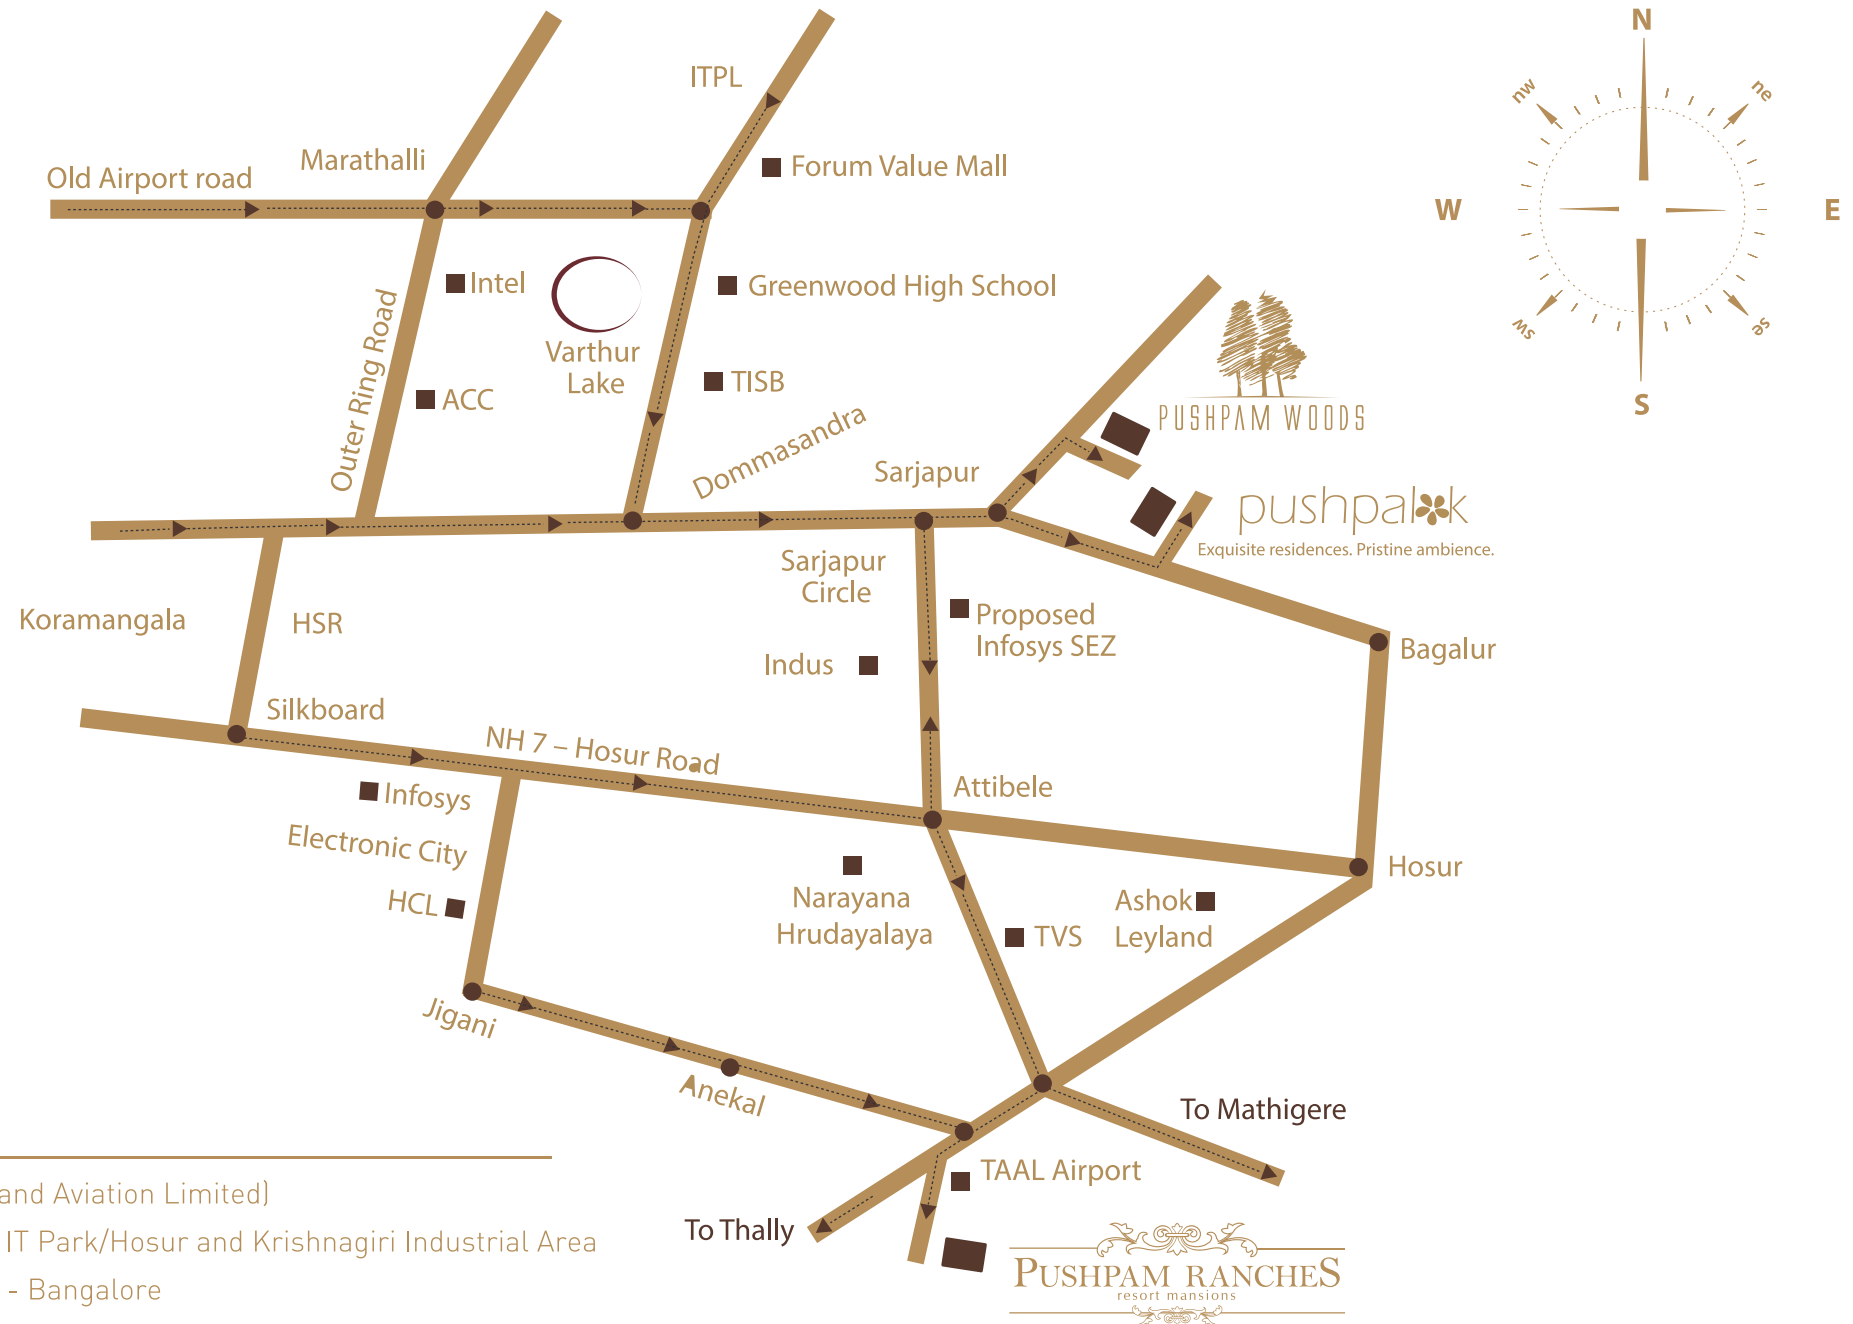 N
ITPL
nw
ne
Marathalli
Forum Value Mall
Old Airport road
W
E
Intel
Greenwood High School
Outer Ring Road
Varthur
Lake
TISB
sw
se
ACC
S
PUSHPAM WOODS
Dommasandra
Sarjapur
pushpalok
Exquisite residences. Pristine ambience.
Sarjapur
Circle
Koramangala
HSR
Proposed
Infosys SEZ
Indus
Bagalur
Silkboard
NH 7 – Hosur Road
Attibele
Infosys
Electronic City
Hosur
HCL
Narayana
Hrudayalaya
TVS
Ashok
Leyland
Jigani
Anekal
To Mathigere
TAAL Airport
and Aviation Limited)
To Thally
IT Park/Hosur and Krishnagiri Industrial Area
PUSHPAM RANCHES
resort mansions
- Bangalore